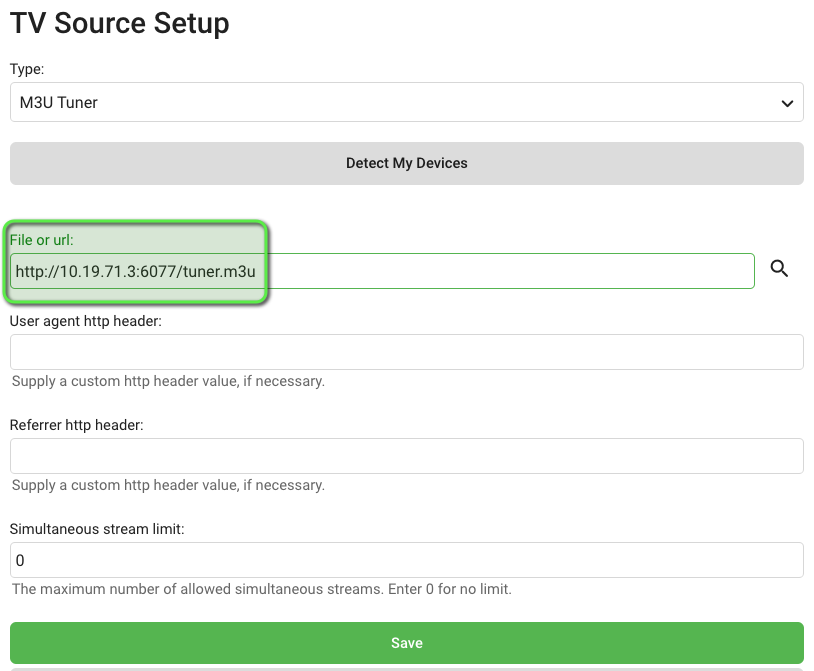 TV Source Setup
Type:
M3U Tuner
Detect My Devices
File or url:
http://10.19.71.3:6077/tuner.m3u
User agent http header:
Supply a custom http header value, if necessary.
Referrer http header:
Supply a custom http header value, if necessary.
Simultaneous stream limit:
0
The maximum number of allowed simultaneous streams. Enter 0 for no limit.
Save